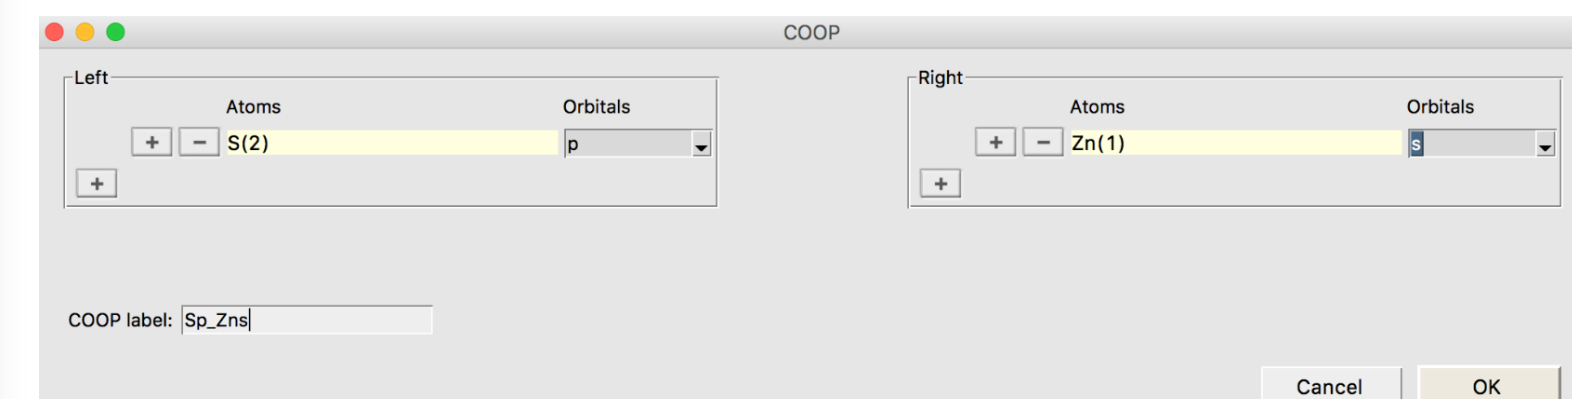 COOP
Left
Right
Atoms Orbitals Atoms Orbitals
+ − S(2) p + − Zn(1) s
+ +
COOP label: Sp_Zns
Cancel OK